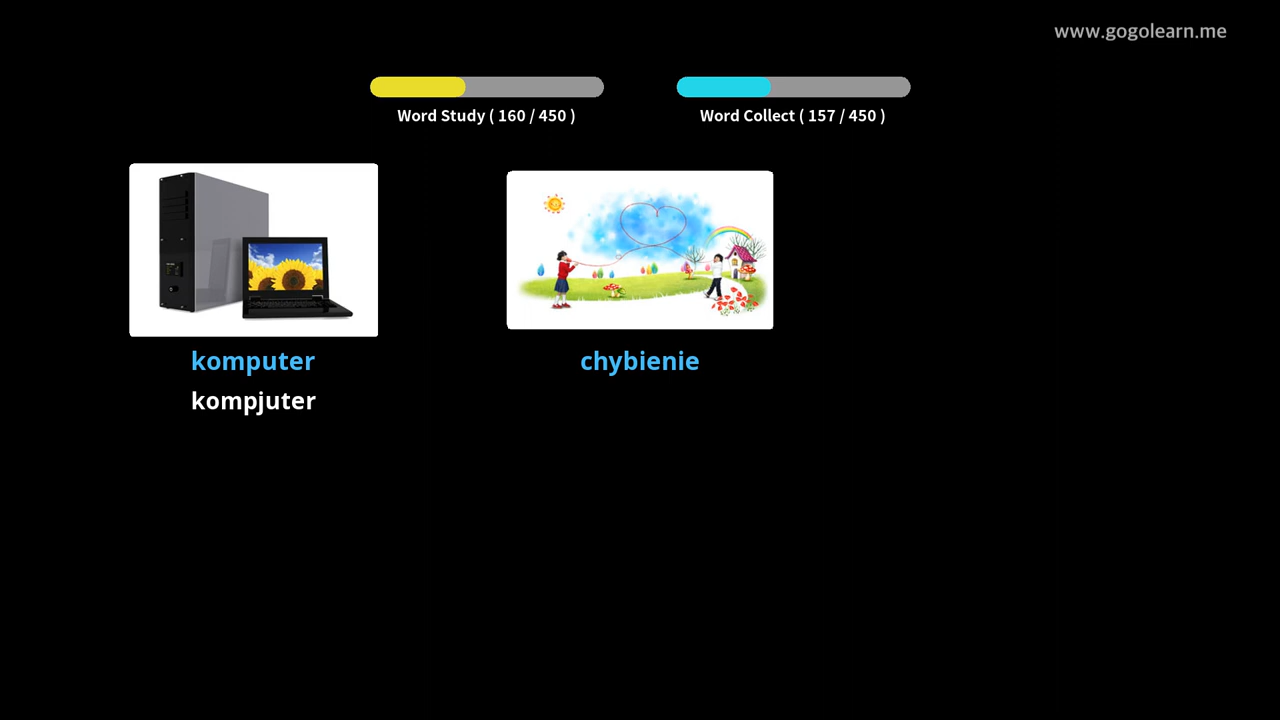 www.gogolearn.me
Word Study ( 160 / 450 )
Word Collect ( 157 / 450 )
komputer
kompjuter
chybienie